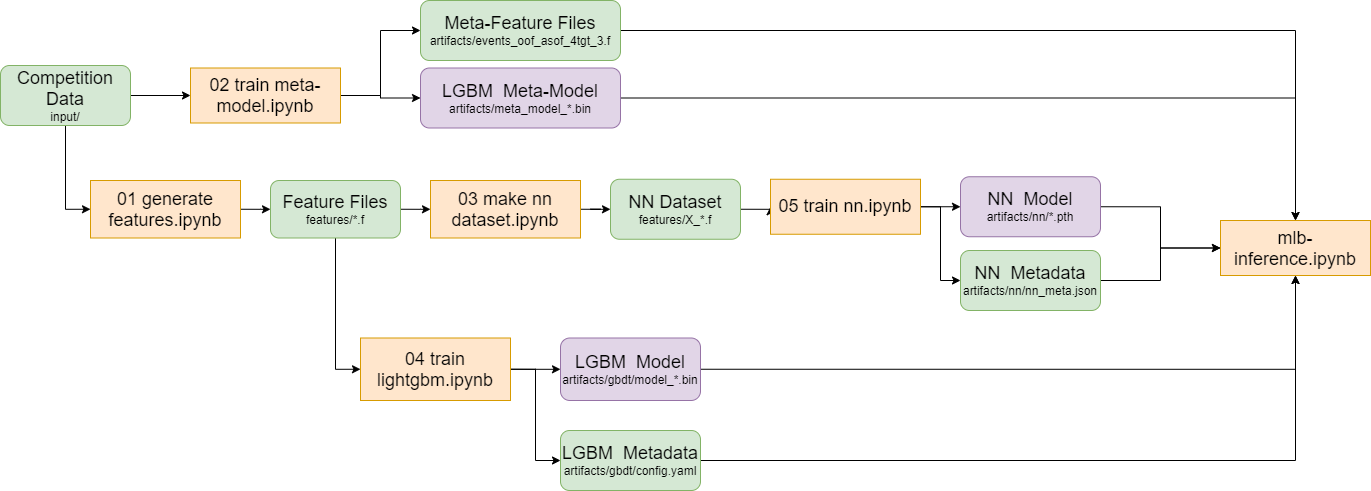 Meta-Feature Files
artifacts/events_oof_asof_4tgt_3.f
Competition
Data
input/
02 train meta-
model.ipynb
LGBM  Meta-Model
artifacts/meta_model_*.bin
01 generate
features.ipynb
Feature Files
features/*.f
03 make nn
dataset.ipynb
NN Dataset
features/X_*.f
05 train nn.ipynb
NN  Model
artifacts/nn/*.pth
NN  Metadata
artifacts/nn/nn_meta.json
mlb-
inference.ipynb
04 train
lightgbm.ipynb
LGBM  Model
artifacts/gbdt/model_*.bin
LGBM  Metadata
artifacts/gbdt/config.yaml